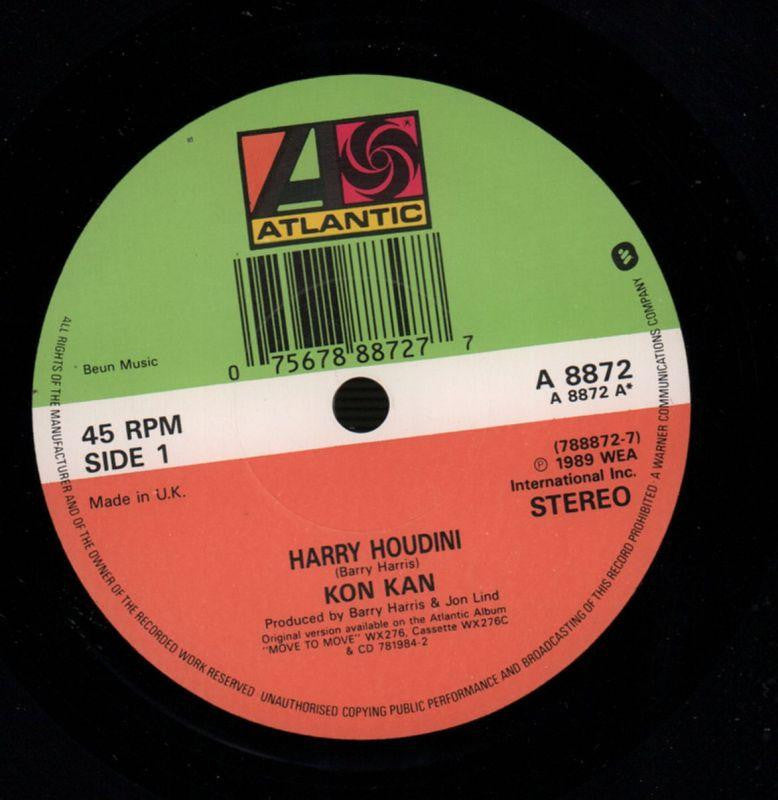 ATLANTIC
0 75678 88727 7
Beun Music
45 RPM
SIDE 1
A 8872
A 8872 A*
Made in U.K.
(788872-7)
℗ 1989 WEA
International Inc.
STEREO
HARRY HOUDINI
(Barry Harris)
KON KAN
Produced by Barry Harris & Jon Lind
Original version available on the Atlantic Album
"MOVE TO MOVE" WX276, Cassette WX276C
& CD 781984-2
ALL RIGHTS OF THE MANUFACTURER AND OF THE OWNER OF THE RECORDED WORK RESERVED UNAUTHORISED COPYING PUBLIC PERFORMANCE AND BROADCASTING OF THIS RECORD PROHIBITED · A WARNER COMMUNICATIONS COMPANY